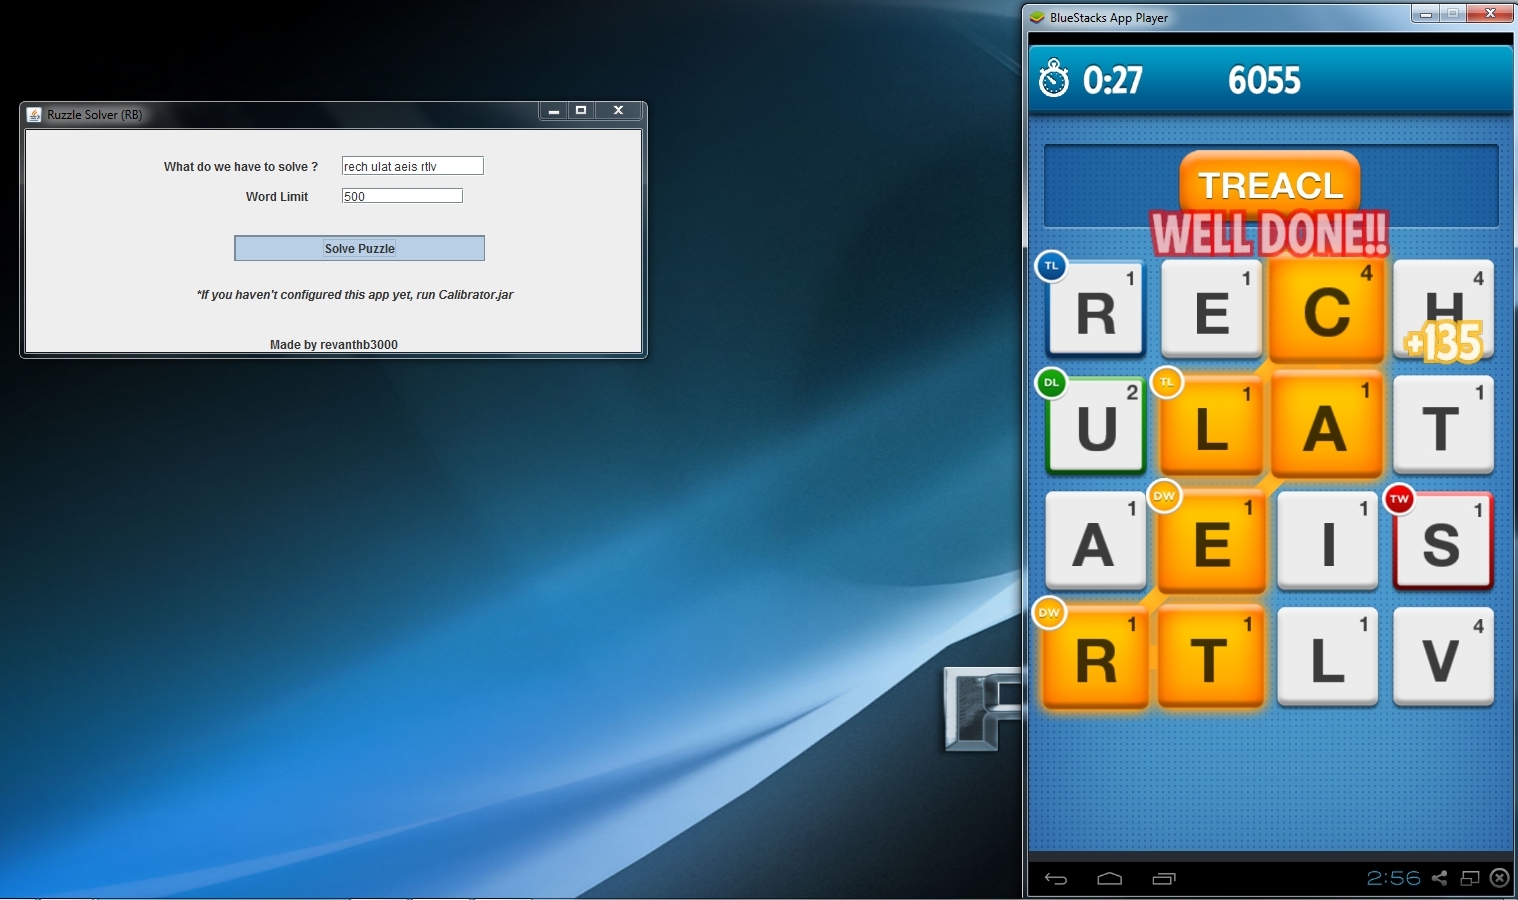 Ruzzle Solver (RB)
What do we have to solve ? rech ulat aeis rtlv
Word Limit 500
Solve Puzzle
*If you haven't configured this app yet, run Calibrator.jar
Made by revanthb3000
BlueStacks App Player
0:27 6055
TREACL
WELL DONE!!
TL R 1 E 1 C 4 H 4
+135
DL U 2 TL L 1 A 1 T 1
A 1 DW E 1 I 1 TW S 1
DW R 1 T 1 L 1 V 4
2:56